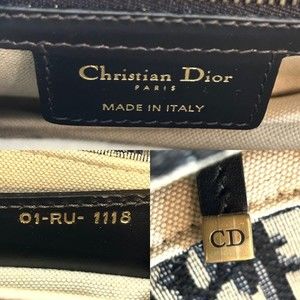 Christian Dior
PARIS
MADE IN ITALY
01-RU-1118
CD